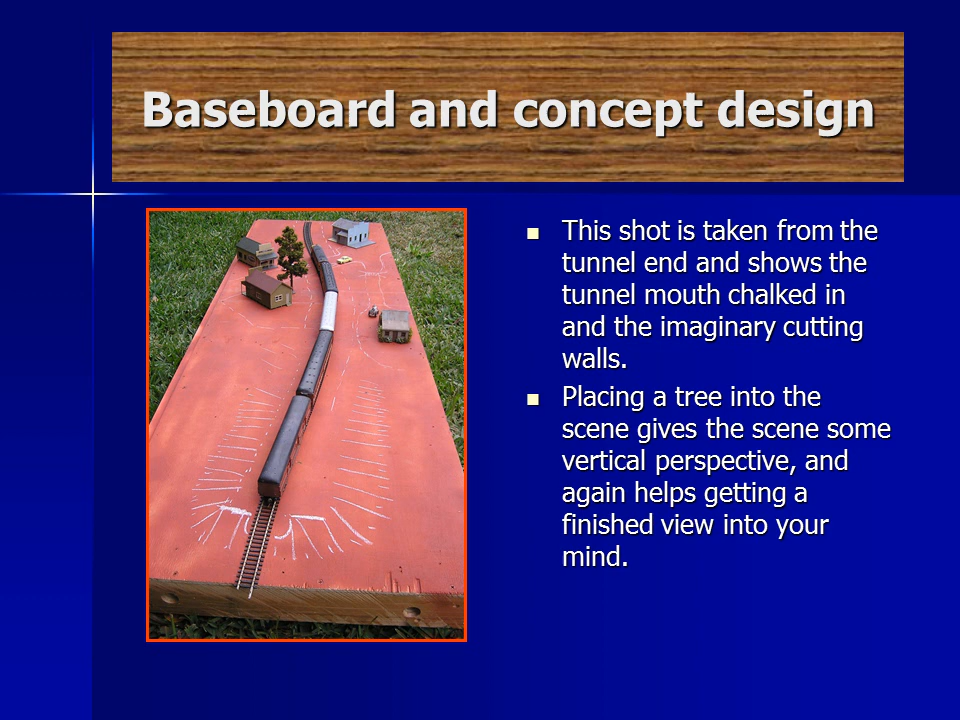 Baseboard and concept design
This shot is taken from the
tunnel end and shows the
tunnel mouth chalked in
and the imaginary cutting
walls.
Placing a tree into the
scene gives the scene some
vertical perspective, and
again helps getting a
finished view into your
mind.